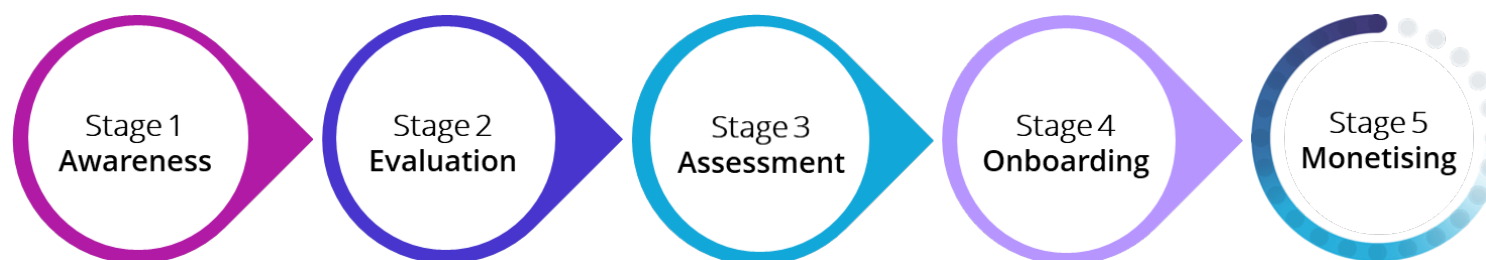 Stage 1
Awareness
Stage 2
Evaluation
Stage 3
Assessment
Stage 4
Onboarding
Stage 5
Monetising